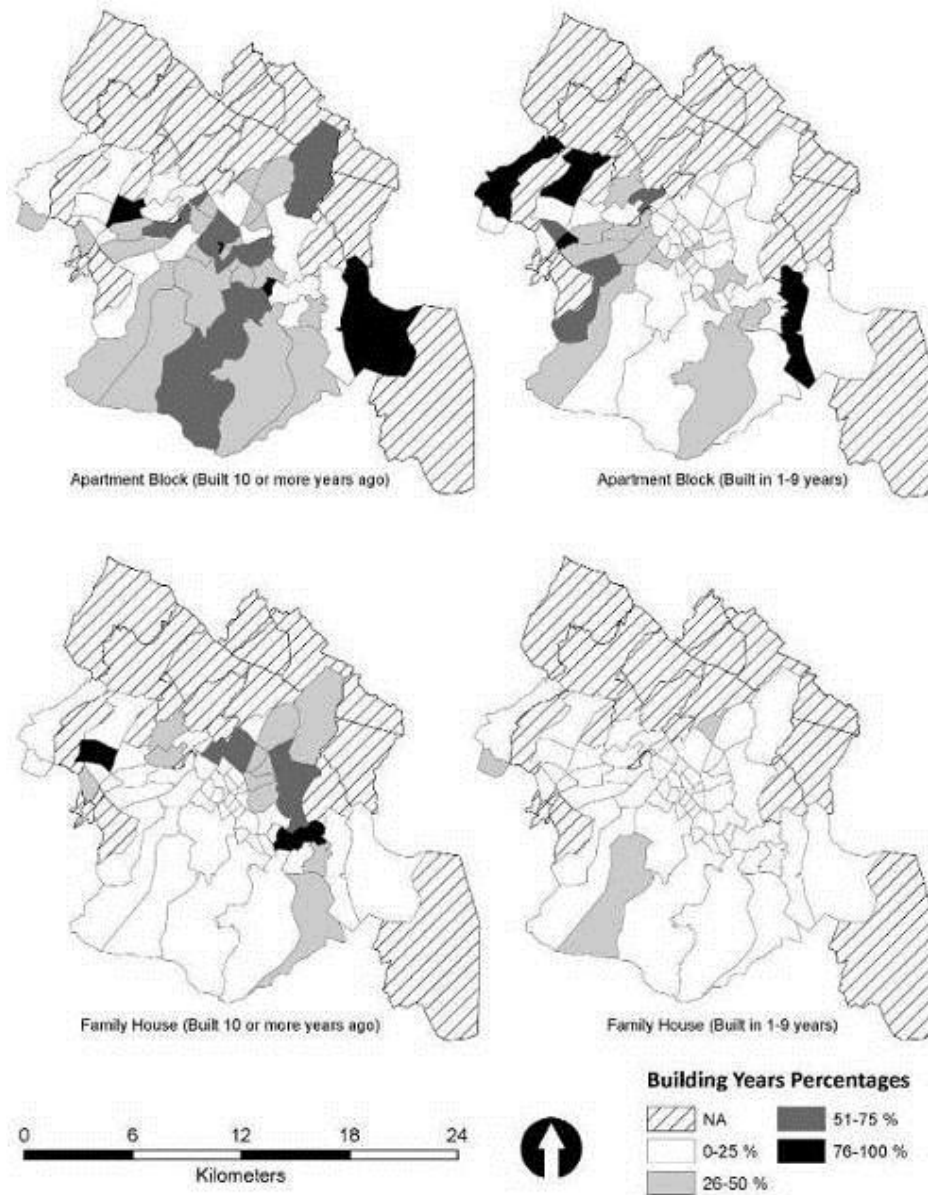 Apartment Block (Built 10 or more years ago)
Apartment Block (Built in 1-9 years)
Family House (Built 10 or more years ago)
Family House (Built in 1-9 years)
Building Years Percentages
NA
51-75 %
0-25 %
76-100 %
26-50 %
0 6 12 18 24
Kilometers